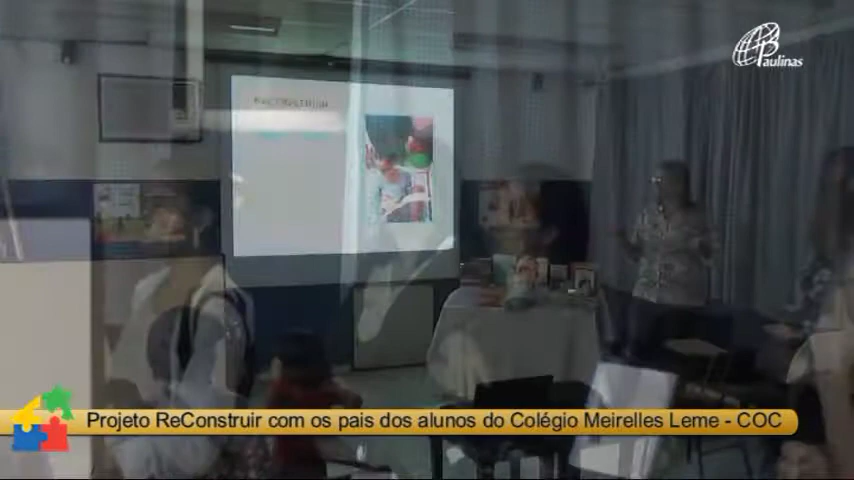 Paulinas
RECONSTRUIR
Projeto ReConstruir com os pais dos alunos do Colégio Meirelles Leme - COC